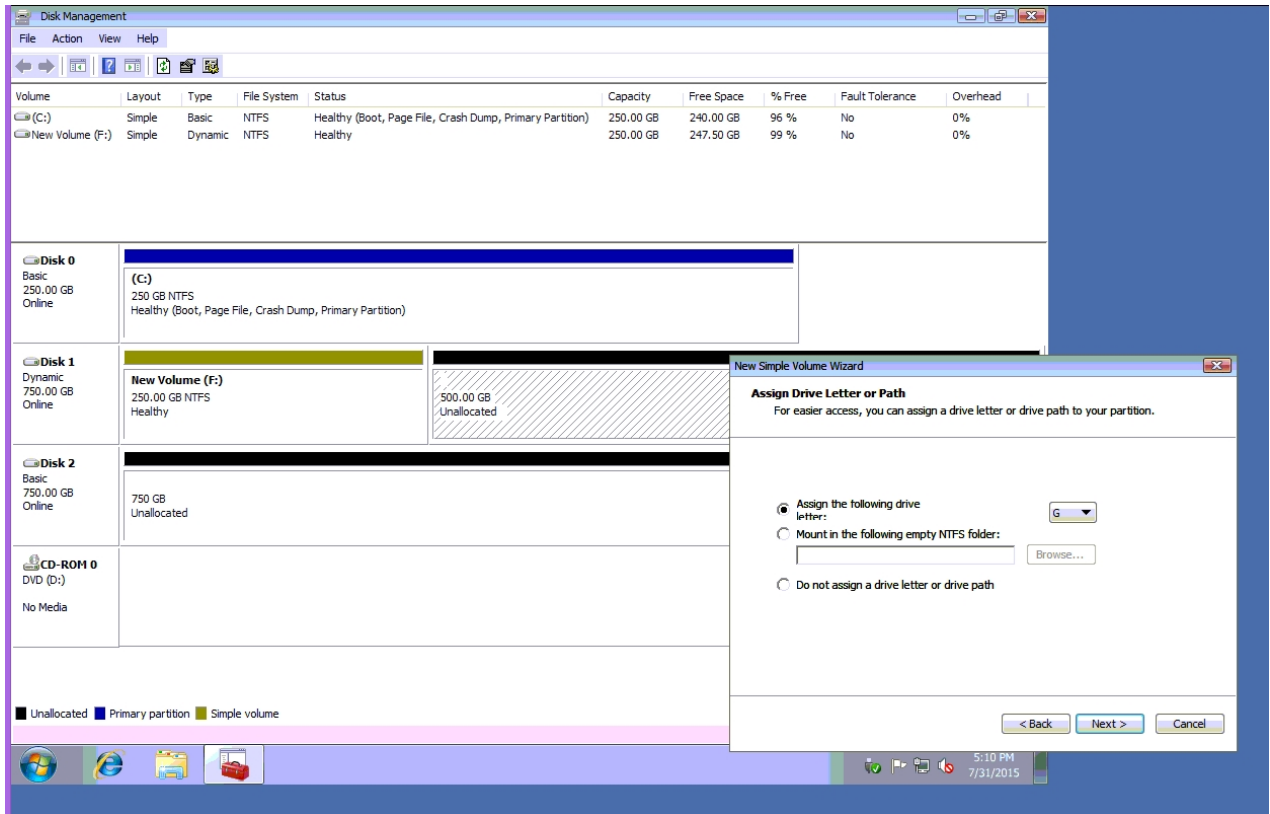 Disk Management
File Action View Help
Volume Layout Type File System Status Capacity Free Space % Free Fault Tolerance Overhead
(C:) Simple Basic NTFS Healthy (Boot, Page File, Crash Dump, Primary Partition) 250.00 GB 240.00 GB 96 % No 0%
New Volume (F:) Simple Dynamic NTFS Healthy 250.00 GB 247.50 GB 99 % No 0%
Disk 0
Basic
250.00 GB
Online
(C:)
250 GB NTFS
Healthy (Boot, Page File, Crash Dump, Primary Partition)
Disk 1
Dynamic
750.00 GB
Online
New Volume (F:)
250.00 GB NTFS
Healthy
500.00 GB
Unallocated
Disk 2
Basic
750.00 GB
Online
750 GB
Unallocated
CD-ROM 0
DVD (D:)
No Media
Unallocated Primary partition Simple volume
New Simple Volume Wizard
Assign Drive Letter or Path
For easier access, you can assign a drive letter or drive path to your partition.
Assign the following drive
letter:
G
Mount in the following empty NTFS folder:
Browse...
Do not assign a drive letter or drive path
< Back Next > Cancel
5:10 PM
7/31/2015